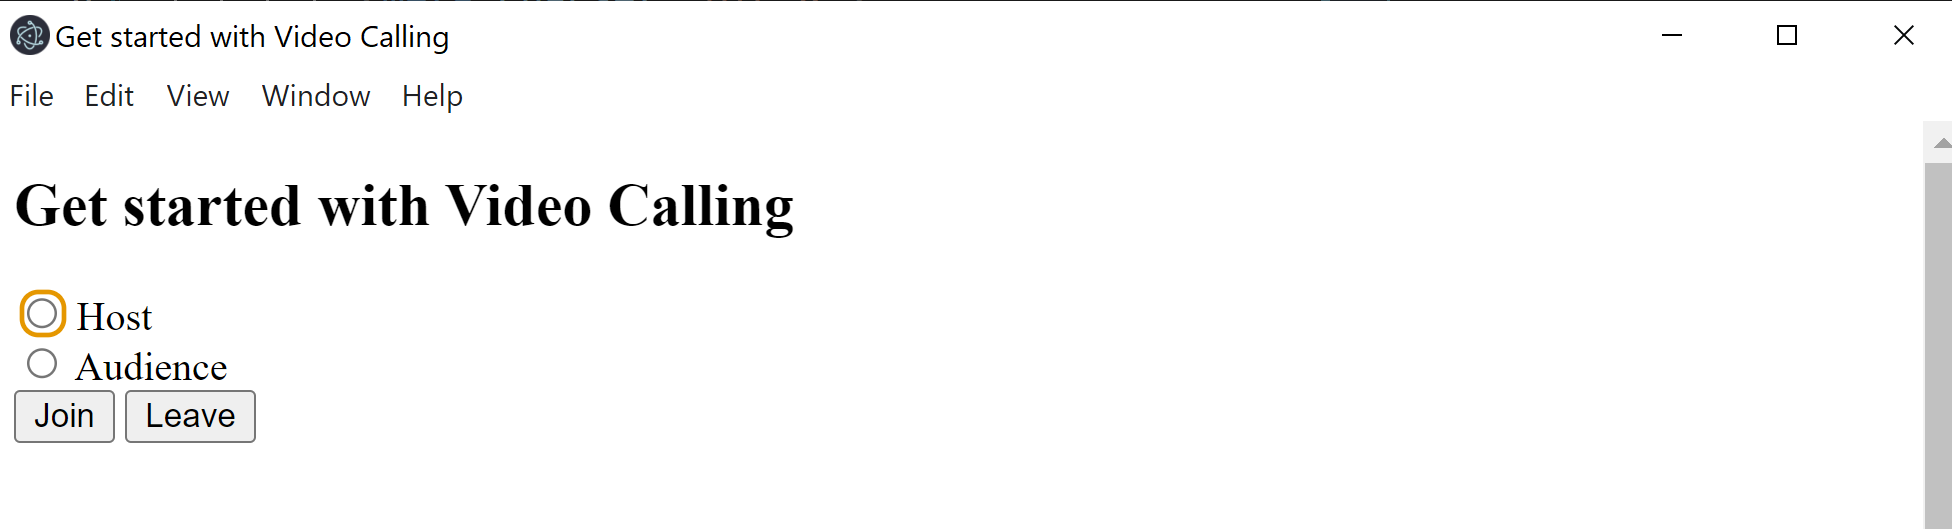 Get started with Video Calling
File Edit View Window Help
Get started with Video Calling
Host
Audience
Join Leave